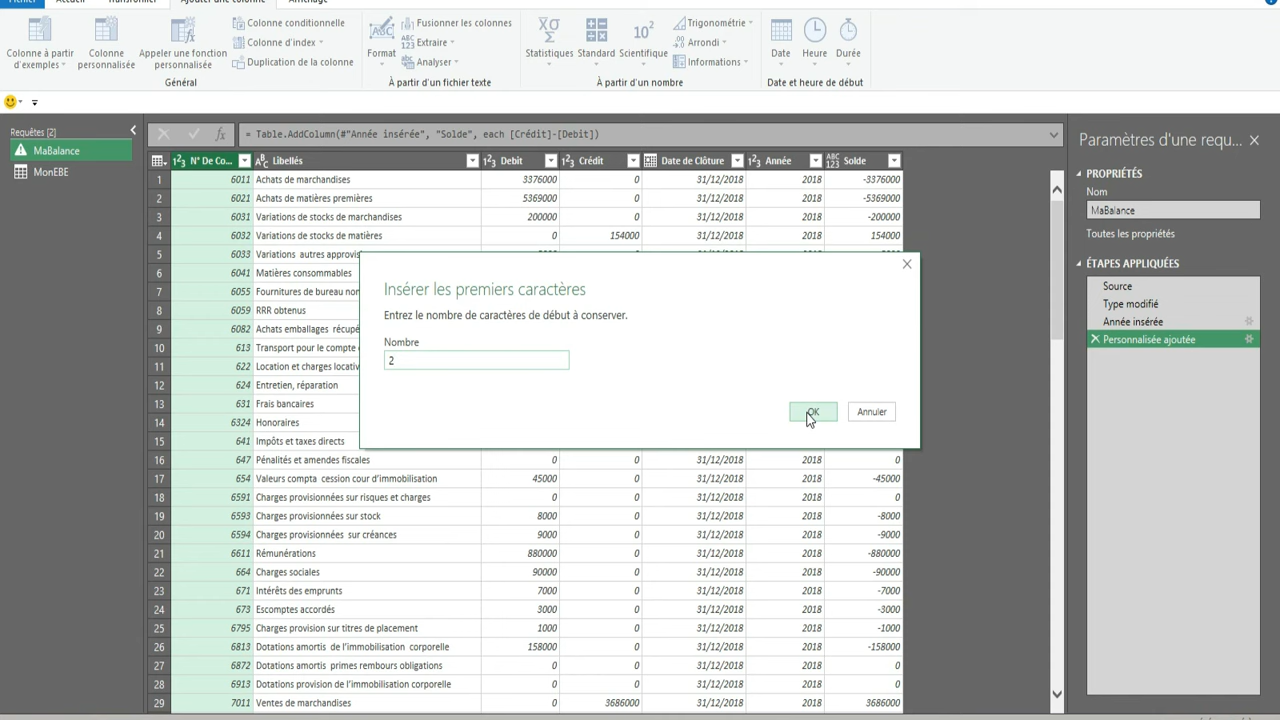 Fichier Accueil Transformer Ajouter une colonne Affichage
Colonne à partir d'exemples
Colonne personnalisée
Appeler une fonction personnalisée
Colonne conditionnelle
Colonne d'index
Duplication de la colonne
Général
Format
Fusionner les colonnes
ABC 123 Extraire
Analyser
À partir d'un fichier texte
Statistiques
Standard
10² Scientifique
Trigonométrie
Arrondi
Informations
À partir d'un nombre
Date
Heure
Durée
Date et heure de début
Requêtes [2]
MaBalance
MonEBE
fx = Table.AddColumn(#"Année insérée", "Solde", each [Crédit]-[Debit])
N° De Co... Libellés Debit Crédit Date de Clôture Année Solde
1 6011 Achats de marchandises 3376000 0 31/12/2018 2018 -3376000
2 6021 Achats de matières premières 5369000 0 31/12/2018 2018 -5369000
3 6031 Variations de stocks de marchandises 200000 0 31/12/2018 2018 -200000
4 6032 Variations de stocks de matières 0 154000 31/12/2018 2018 154000
5 6033 Variations autres approvis
6 6041 Matières consommables
7 6055 Fournitures de bureau non
8 6059 RRR obtenus
9 6082 Achats emballages récupé
10 613 Transport pour le compte
11 622 Location et charges locativ
12 624 Entretien, réparation
13 631 Frais bancaires
14 6324 Honoraires
15 641 Impôts et taxes directs
16 647 Pénalités et amendes fiscales 0 0 31/12/2018 2018 0
17 654 Valeurs compta cession cour d'immobilisation 45000 0 31/12/2018 2018 -45000
18 6591 Charges provisionnées sur risques et charges 0 0 31/12/2018 2018 0
19 6593 Charges provisionnées sur stock 8000 0 31/12/2018 2018 -8000
20 6594 Charges provisionnées sur créances 9000 0 31/12/2018 2018 -9000
21 6611 Rémunérations 880000 0 31/12/2018 2018 -880000
22 664 Charges sociales 90000 0 31/12/2018 2018 -90000
23 671 Intérêts des emprunts 7000 0 31/12/2018 2018 -7000
24 673 Escomptes accordés 3000 0 31/12/2018 2018 -3000
25 6795 Charges provision sur titres de placement 1000 0 31/12/2018 2018 -1000
26 6813 Dotations amortis de l'immobilisation corporelle 158000 0 31/12/2018 2018 -158000
27 6872 Dotations amortis primes rembours obligations 0 0 31/12/2018 2018 0
28 6913 Dotations provision de l'immobilisation corporelle 0 0 31/12/2018 2018 0
29 7011 Ventes de marchandises 0 3686000 31/12/2018 2018 3686000
Insérer les premiers caractères
Entrez le nombre de caractères de début à conserver.
Nombre
2
OK Annuler
Paramètres d'une requ...
PROPRIÉTÉS
Nom
MaBalance
Toutes les propriétés
ÉTAPES APPLIQUÉES
Source
Type modifié
Année insérée
Personnalisée ajoutée